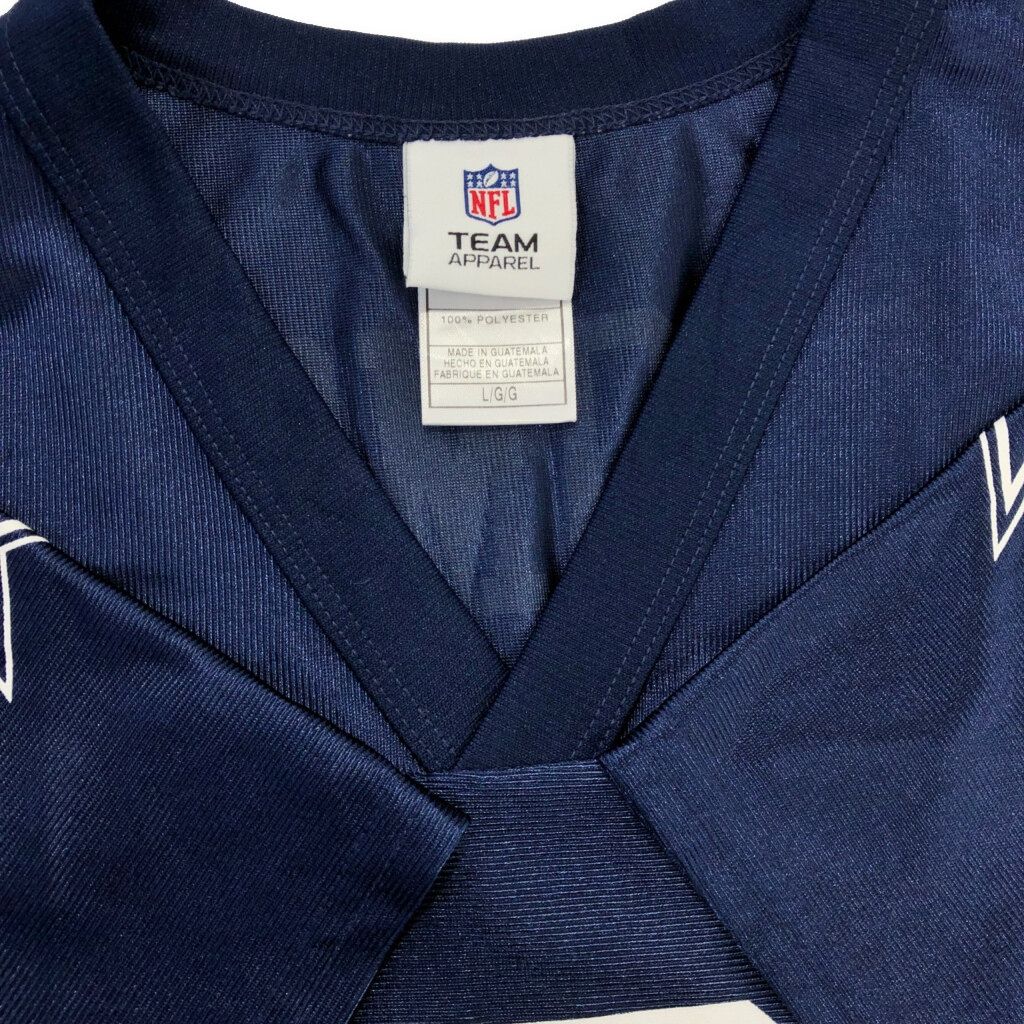 NFL
TEAM
APPAREL
100% POLYESTER
MADE IN GUATEMALA
HECHO EN GUATEMALA
FABRIQUE EN GUATEMALA
L/G/G